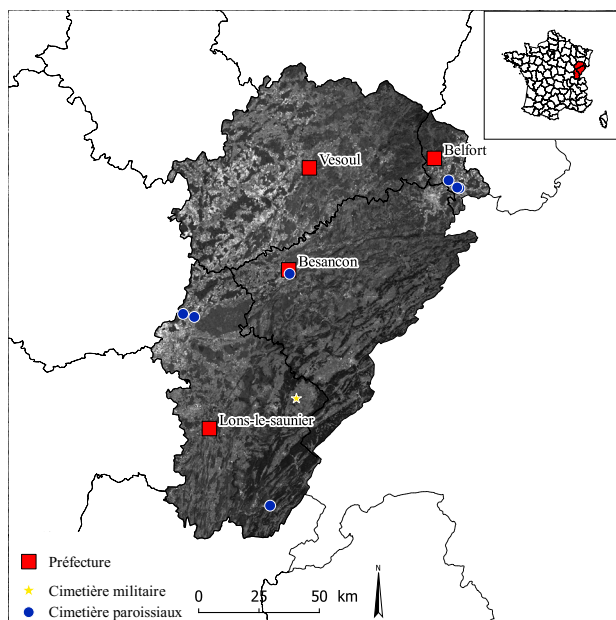 Vesoul
Belfort
Besancon
Lons-le-saunier
Préfecture
Cimetière militaire
Cimetière paroissiaux
0 25 50 km
N